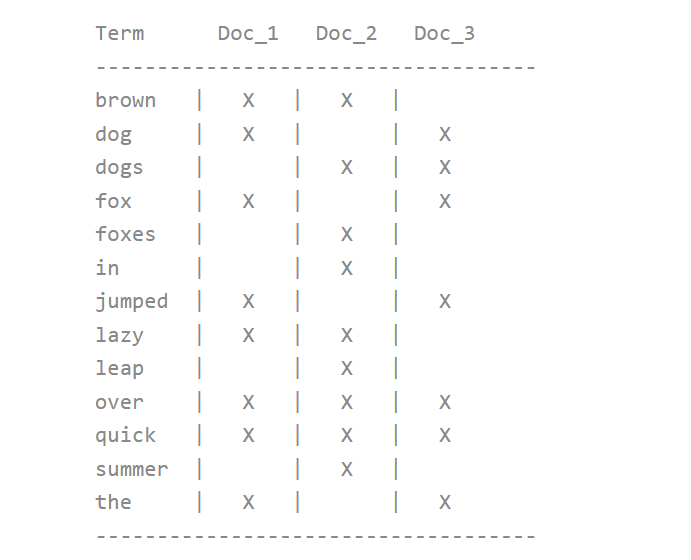 Term      Doc_1   Doc_2   Doc_3
------------------------------------
brown   |   X   |   X   |
dog     |   X   |       |   X
dogs    |       |   X   |   X
fox     |   X   |       |   X
foxes   |       |   X   |
in      |       |   X   |
jumped  |   X   |       |   X
lazy    |   X   |   X   |
leap    |       |   X   |
over    |   X   |   X   |   X
quick   |   X   |   X   |   X
summer  |       |   X   |
the     |   X   |       |   X
------------------------------------